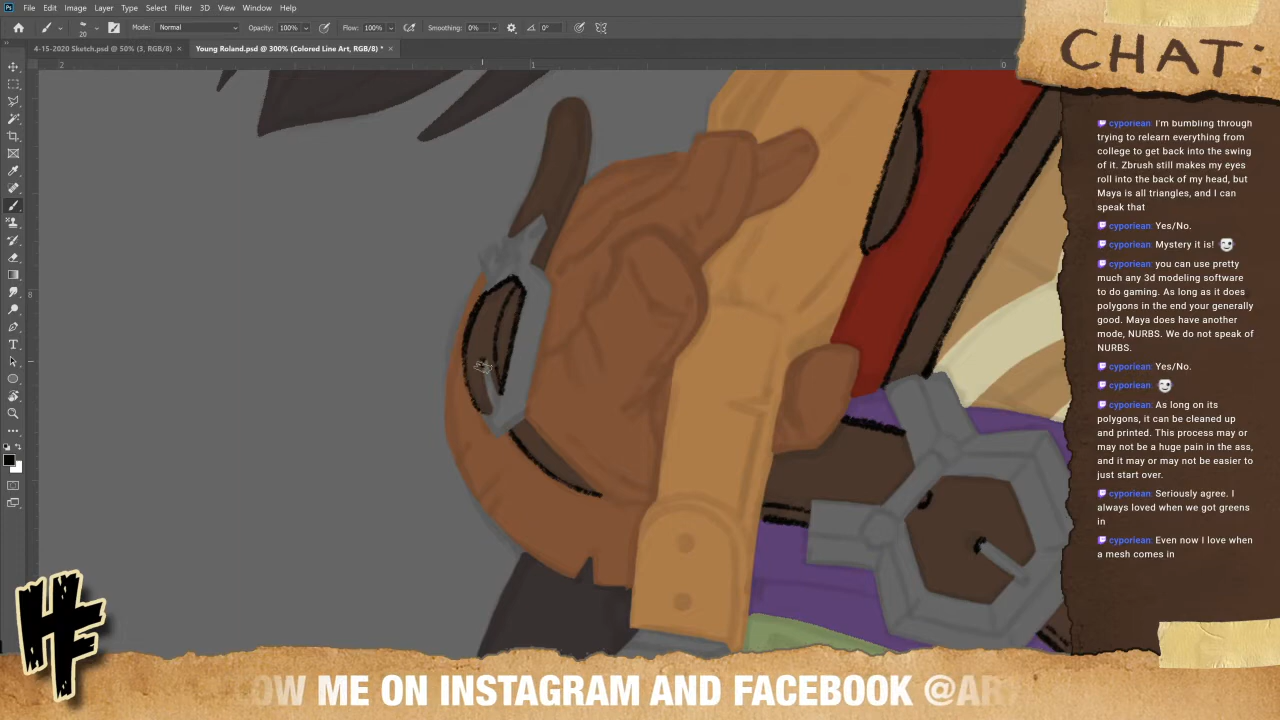 File Edit Image Layer Type Select Filter 3D View Window Help
20 Mode: Normal Opacity: 100% Flow: 100% Smoothing: 0% 0°
4-15-2020 Sketch.psd @ 50% (3, RGB/8) × Young Roland.psd @ 300% (Colored Line Art, RGB/8) * ×
2 1 0
8
CHAT:
cyporiean: I'm bumbling through
trying to relearn everything from
college to get back into the swing
of it. Zbrush still makes my eyes
roll into the back of my head, but
Maya is all triangles, and I can
speak that
cyporiean: Yes/No.
cyporiean: Mystery it is!
cyporiean: you can use pretty
much any 3d modeling software
to do gaming. As long as it does
polygons in the end your generally
good. Maya does have another
mode, NURBS. We do not speak of
NURBS.
cyporiean: Yes/No.
cyporiean:
cyporiean: As long on its
polygons, it can be cleaned up
and printed. This process may or
may not be a huge pain in the ass,
and it may or may not be easier to
just start over.
cyporiean: Seriously agree. I
always loved when we got greens
in
cyporiean: Even now I love when
a mesh comes in
HF
OW ME ON INSTAGRAM AND FACEBOOK @AR